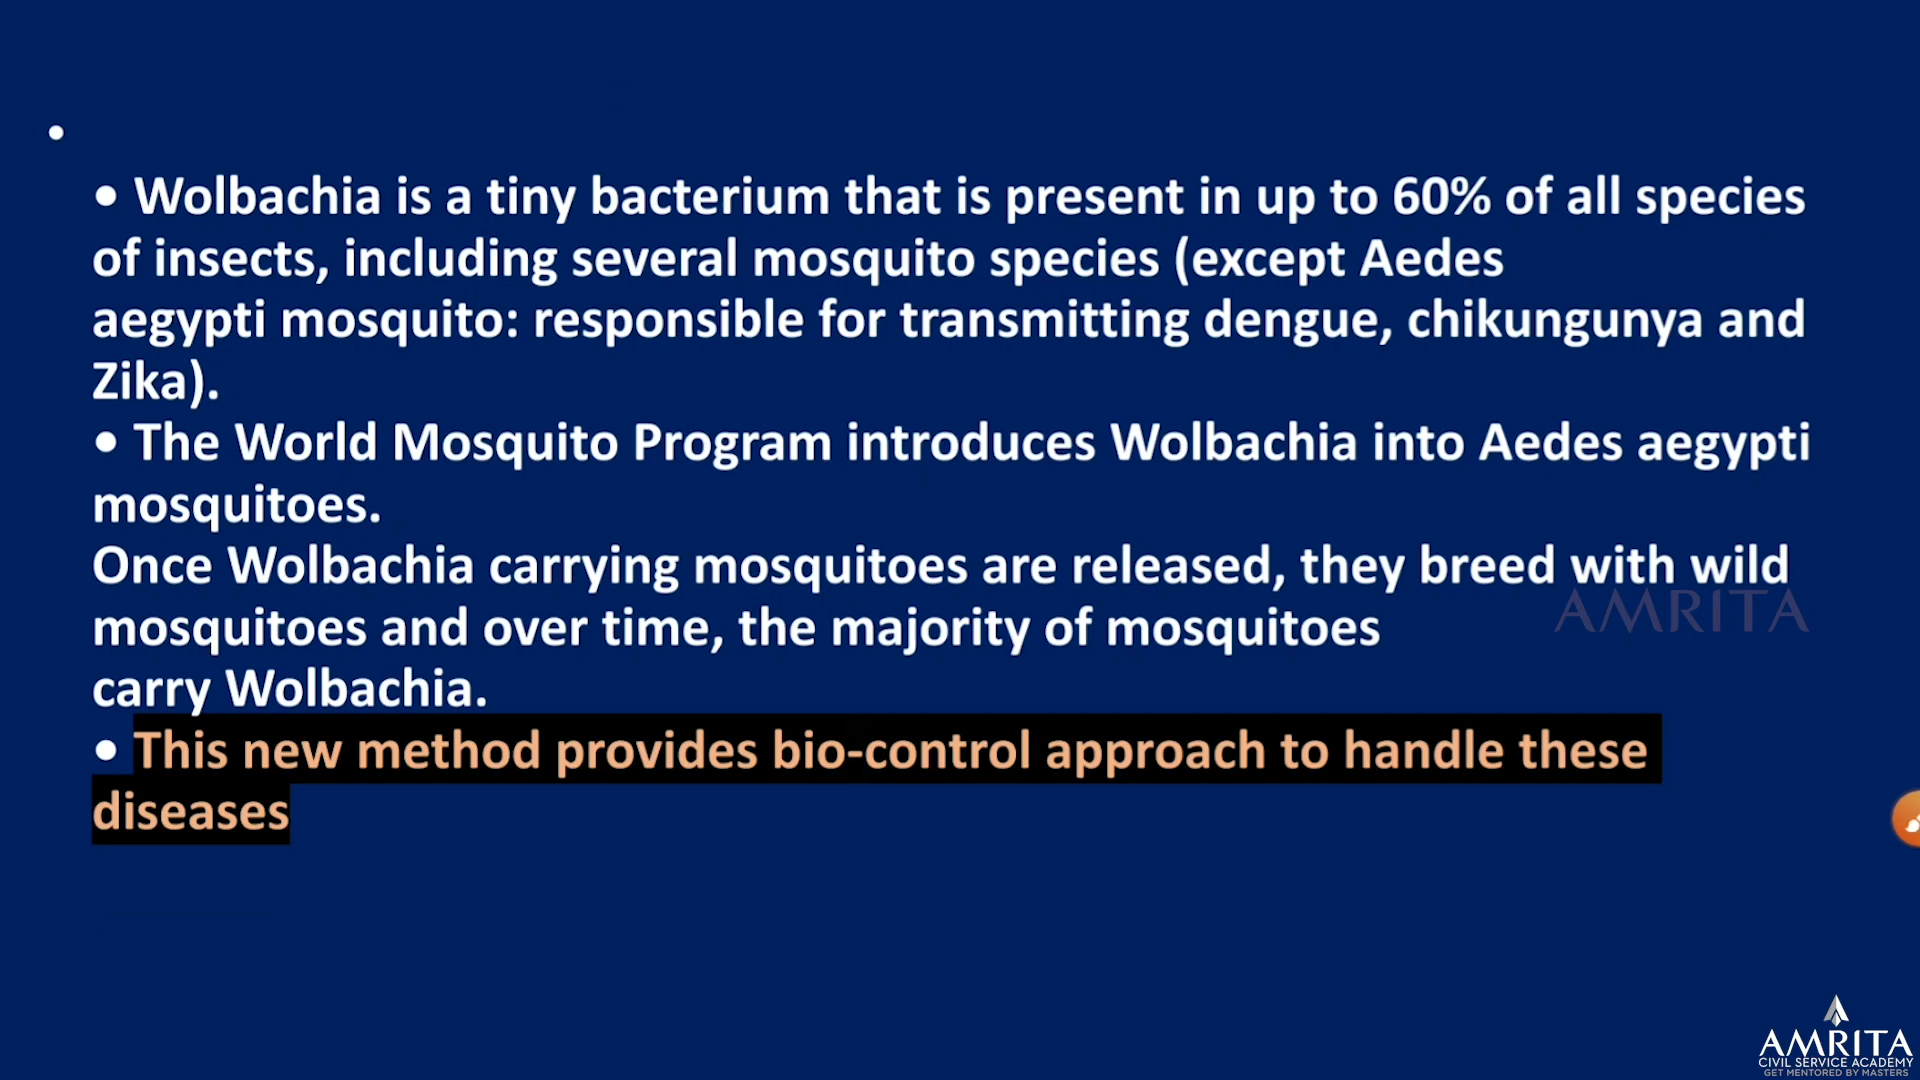 •
• Wolbachia is a tiny bacterium that is present in up to 60% of all species
of insects, including several mosquito species (except Aedes
aegypti mosquito: responsible for transmitting dengue, chikungunya and
Zika).
• The World Mosquito Program introduces Wolbachia into Aedes aegypti
mosquitoes.
Once Wolbachia carrying mosquitoes are released, they breed with wild
mosquitoes and over time, the majority of mosquitoes
carry Wolbachia.
AMRITA
• This new method provides bio-control approach to handle these
diseases
AMRITA
CIVIL SERVICE ACADEMY
GET MENTORED BY MASTERS